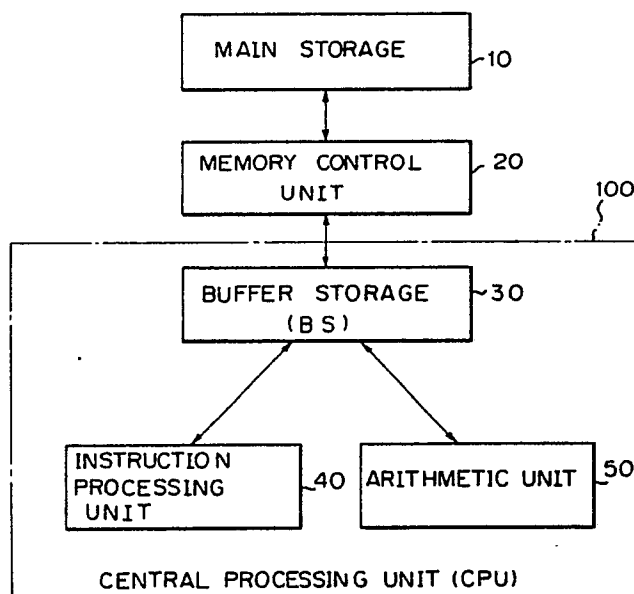 MAIN STORAGE
10
MEMORY CONTROL
UNIT
20
100
BUFFER STORAGE
(BS)
30
INSTRUCTION
PROCESSING
UNIT
40
ARITHMETIC UNIT
50
CENTRAL PROCESSING UNIT (CPU)